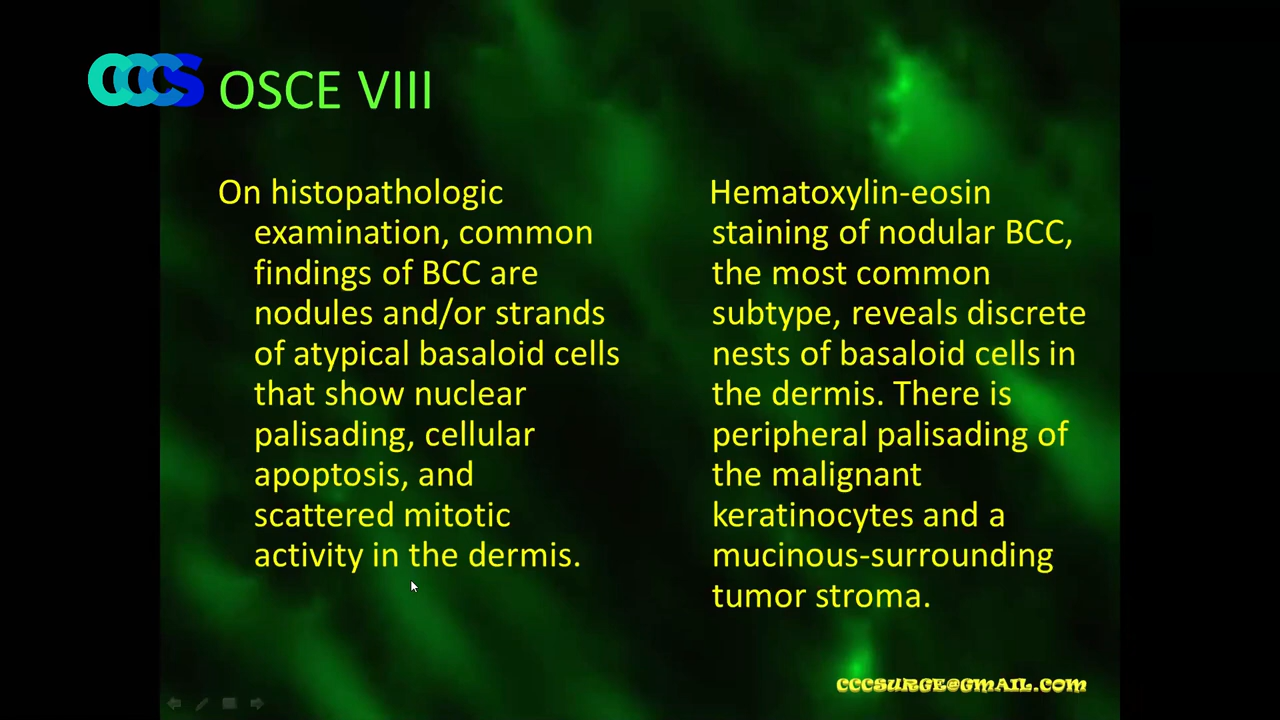 CCCS OSCE VIII
On histopathologic
examination, common
findings of BCC are
nodules and/or strands
of atypical basaloid cells
that show nuclear
palisading, cellular
apoptosis, and
scattered mitotic
activity in the dermis.
Hematoxylin-eosin
staining of nodular BCC,
the most common
subtype, reveals discrete
nests of basaloid cells in
the dermis. There is
peripheral palisading of
the malignant
keratinocytes and a
mucinous-surrounding
tumor stroma.
CCCSURGE@GMAIL.COM